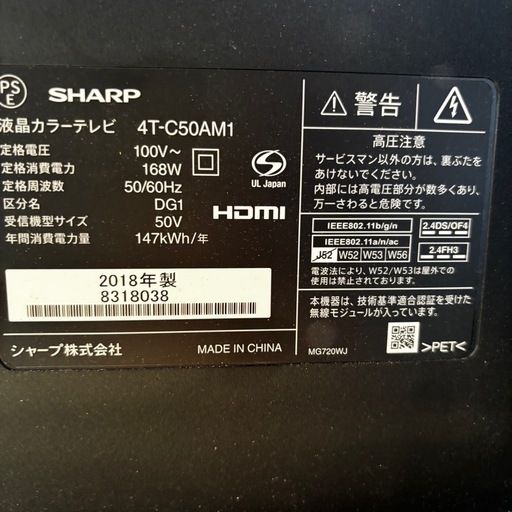 PS
E
SHARP
液晶カラーテレビ 4T-C50AM1
定格電圧 100V~
定格消費電力 168W
定格周波数 50/60Hz
区分名 DG1
受信機型サイズ 50V
年間消費電力量 147kWh/年
UL Japan
HDMI
2018年製
8318038
シャープ株式会社 MADE IN CHINA
警告
高圧注意
サービスマン以外の方は、裏ぶたを
あけないでください。
内部には高電圧部分が数多くあり、
万一さわると危険です。
IEEE802.11b/g/n 2.4DS/OF4
IEEE802.11a/n/ac
J52 W52 W53 W56 2.4FH3
電波法により、W52/W53は屋外での
使用は禁止されております。
本機器は、技術基準適合認証を受けた
無線モジュールが入っています。
MG720WJ
>PET<